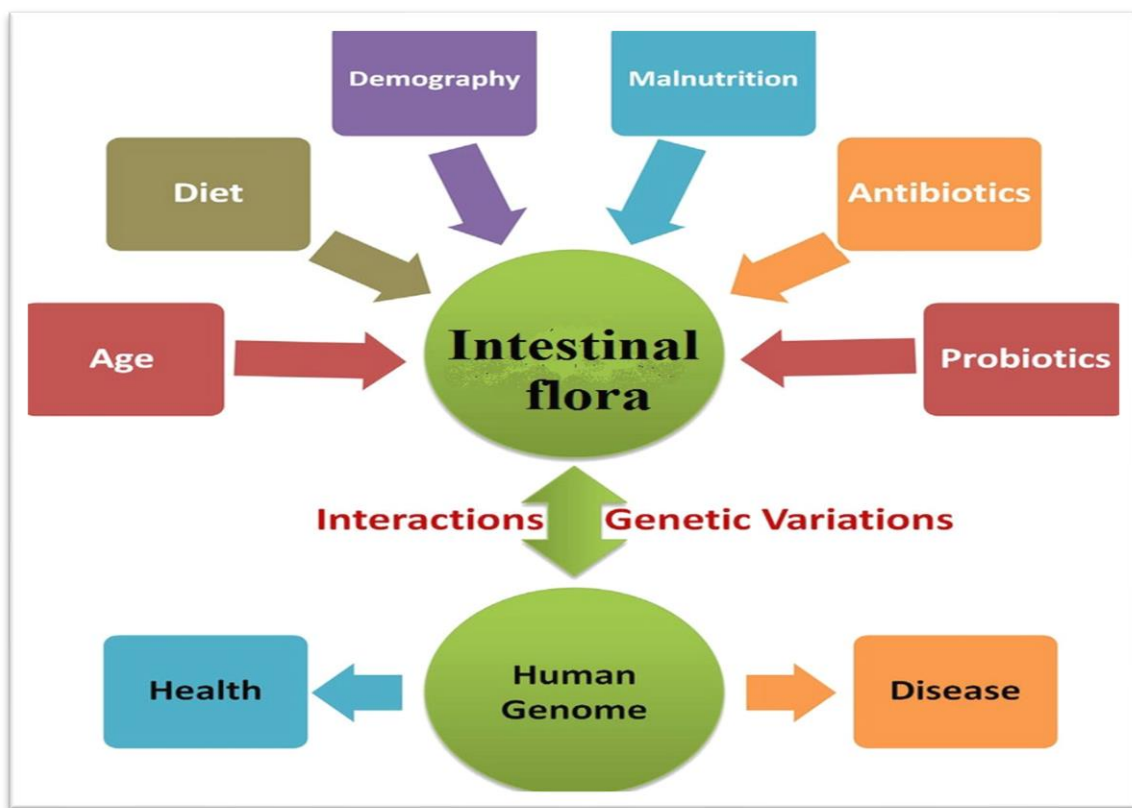 Demography
Malnutrition
Diet
Antibiotics
Age
Intestinal
flora
Probiotics
Interactions
Genetic Variations
Health
Human
Genome
Disease